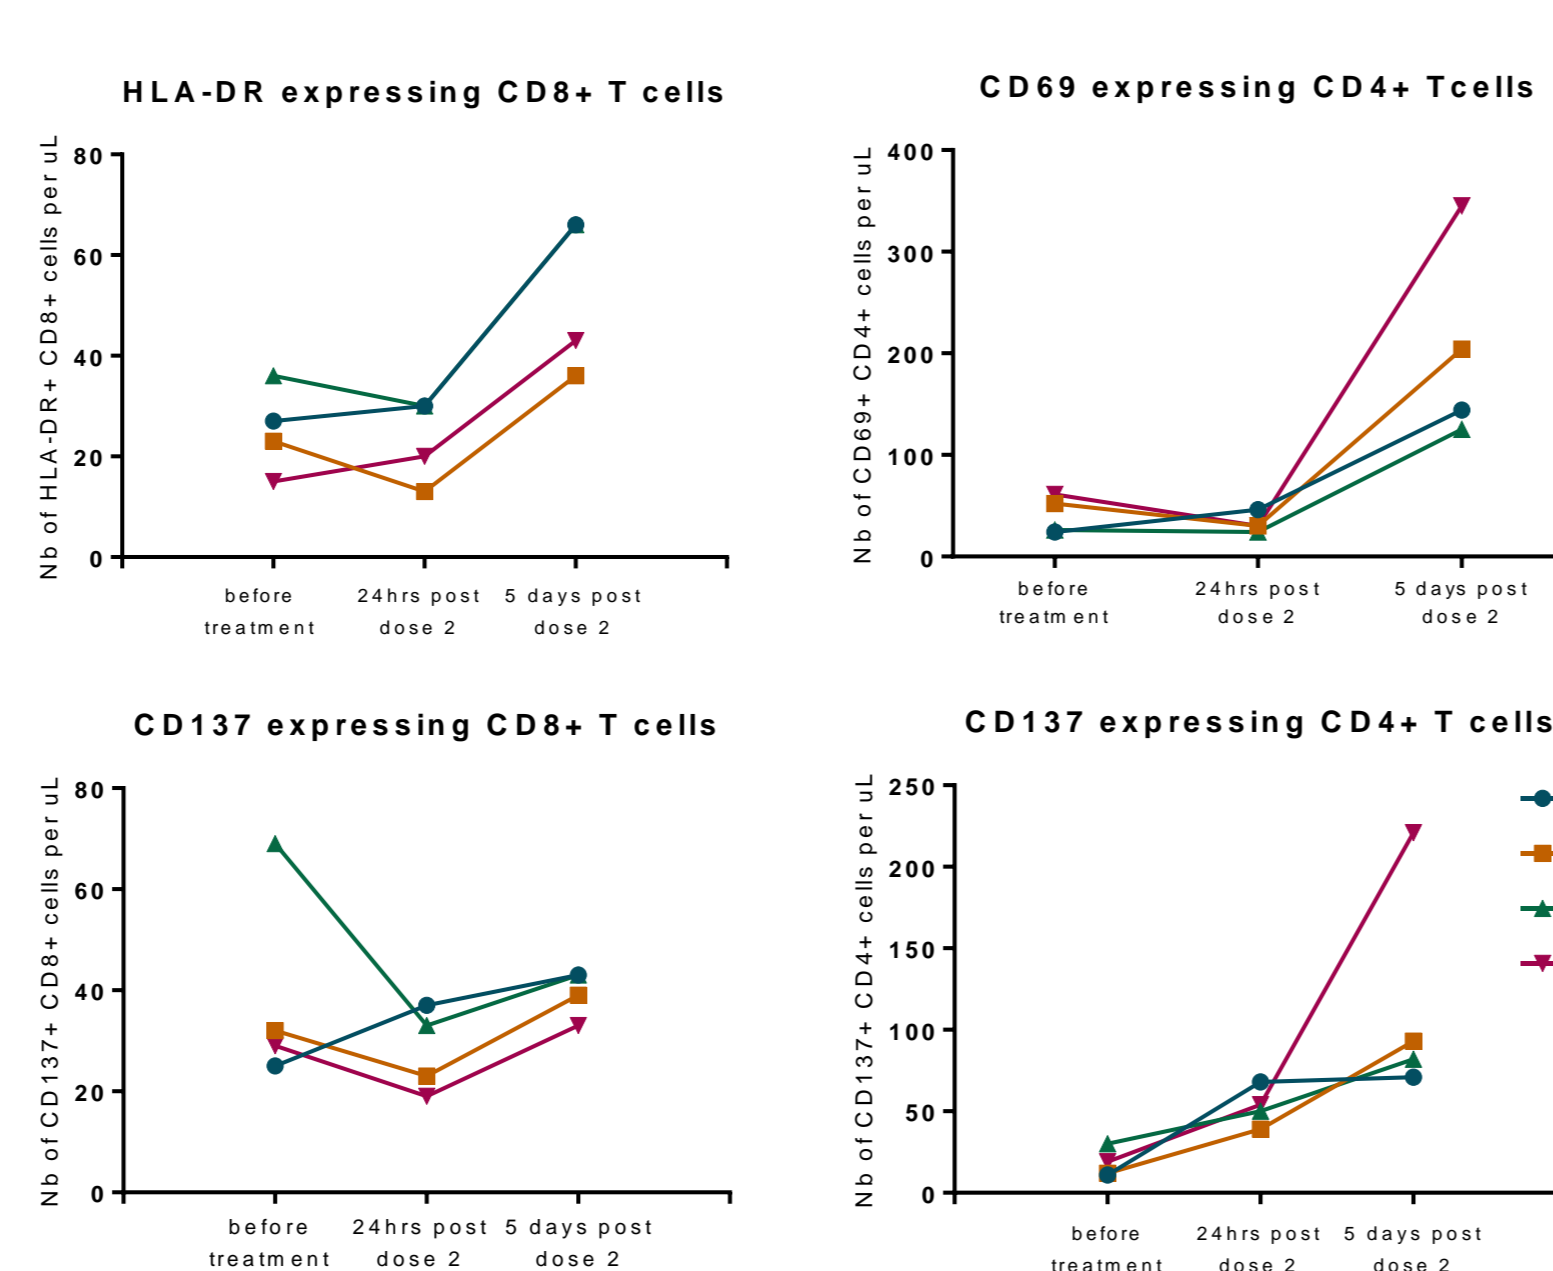 HLA-DR expressing CD8+ T cells
Nb of HLA-DR+ CD8+ cells per uL
80
60
40
20
0
before treatment
24hrs post dose 2
5 days post dose 2
CD69 expressing CD4+ Tcells
Nb of CD69+ CD4+ cells per uL
400
300
200
100
0
before treatment
24hrs post dose 2
5 days post dose 2
CD137 expressing CD8+ T cells
Nb of CD137+ CD8+ cells per uL
80
60
40
20
0
before treatment
24hrs post dose 2
5 days post dose 2
CD137 expressing CD4+ T cells
Nb of CD137+ CD4+ cells per uL
250
200
150
100
50
0
before treatment
24hrs post dose 2
5 days post dose 2